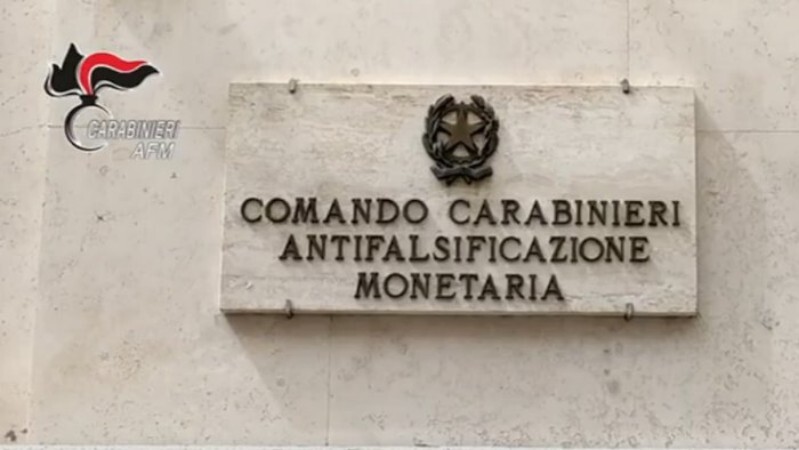 CARABINIERI
AFM
COMANDO CARABINIERI
ANTIFALSIFICAZIONE
MONETARIA